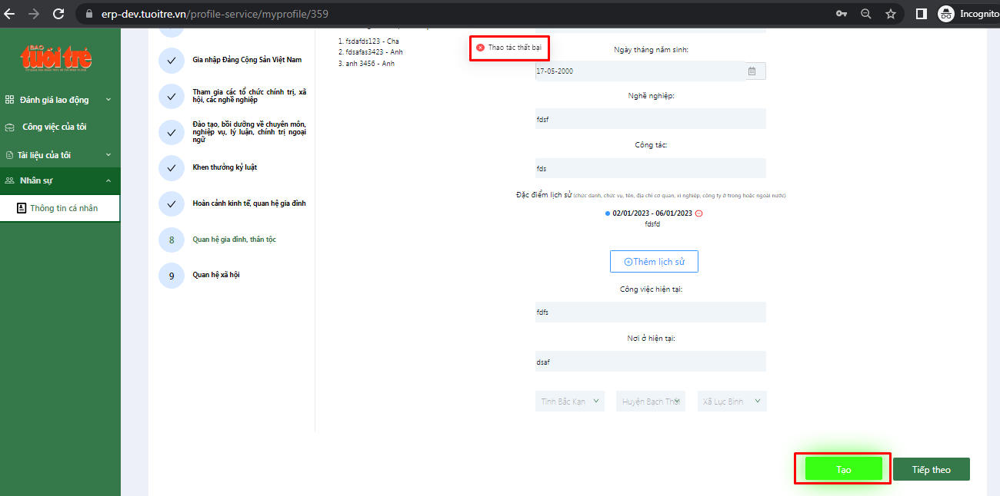 erp-dev.tuoitre.vn/profile-service/myprofile/359
Incognito
BÁO
tuổi trẻ
Đánh giá lao động
Công việc của tôi
Tài liệu của tôi
Nhân sự
Thông tin cá nhân
Gia nhập Đảng Cộng Sản Việt Nam
Tham gia các tổ chức chính trị, xã
hội, các nghề nghiệp
Đào tạo, bồi dưỡng về chuyên môn,
nghiệp vụ, lý luận, chính trị ngoại
ngữ
Khen thưởng kỷ luật
Hoàn cảnh kinh tế, quan hệ gia đình
8 Quan hệ gia đình, thân tộc
9 Quan hệ xã hội
1. fsdafds123 - Cha
2. fdsafas3423 - Anh
3. anh 3456 - Anh
Thao tác thất bại
Ngày tháng năm sinh:
17-05-2000
Nghề nghiệp:
fdsf
Công tác:
fds
Đặc điểm lịch sử (chức danh, chức vụ, tên, địa chỉ cơ quan, xí nghiệp, công ty ở trong hoặc ngoài nước)
02/01/2023 - 06/01/2023
fdsfd
Thêm lịch sử
Công việc hiện tại:
fdfs
Nơi ở hiện tại:
dsaf
Tỉnh Bắc Kạn
Huyện Bạch Thô
Xã Lục Bình
Tạo
Tiếp theo